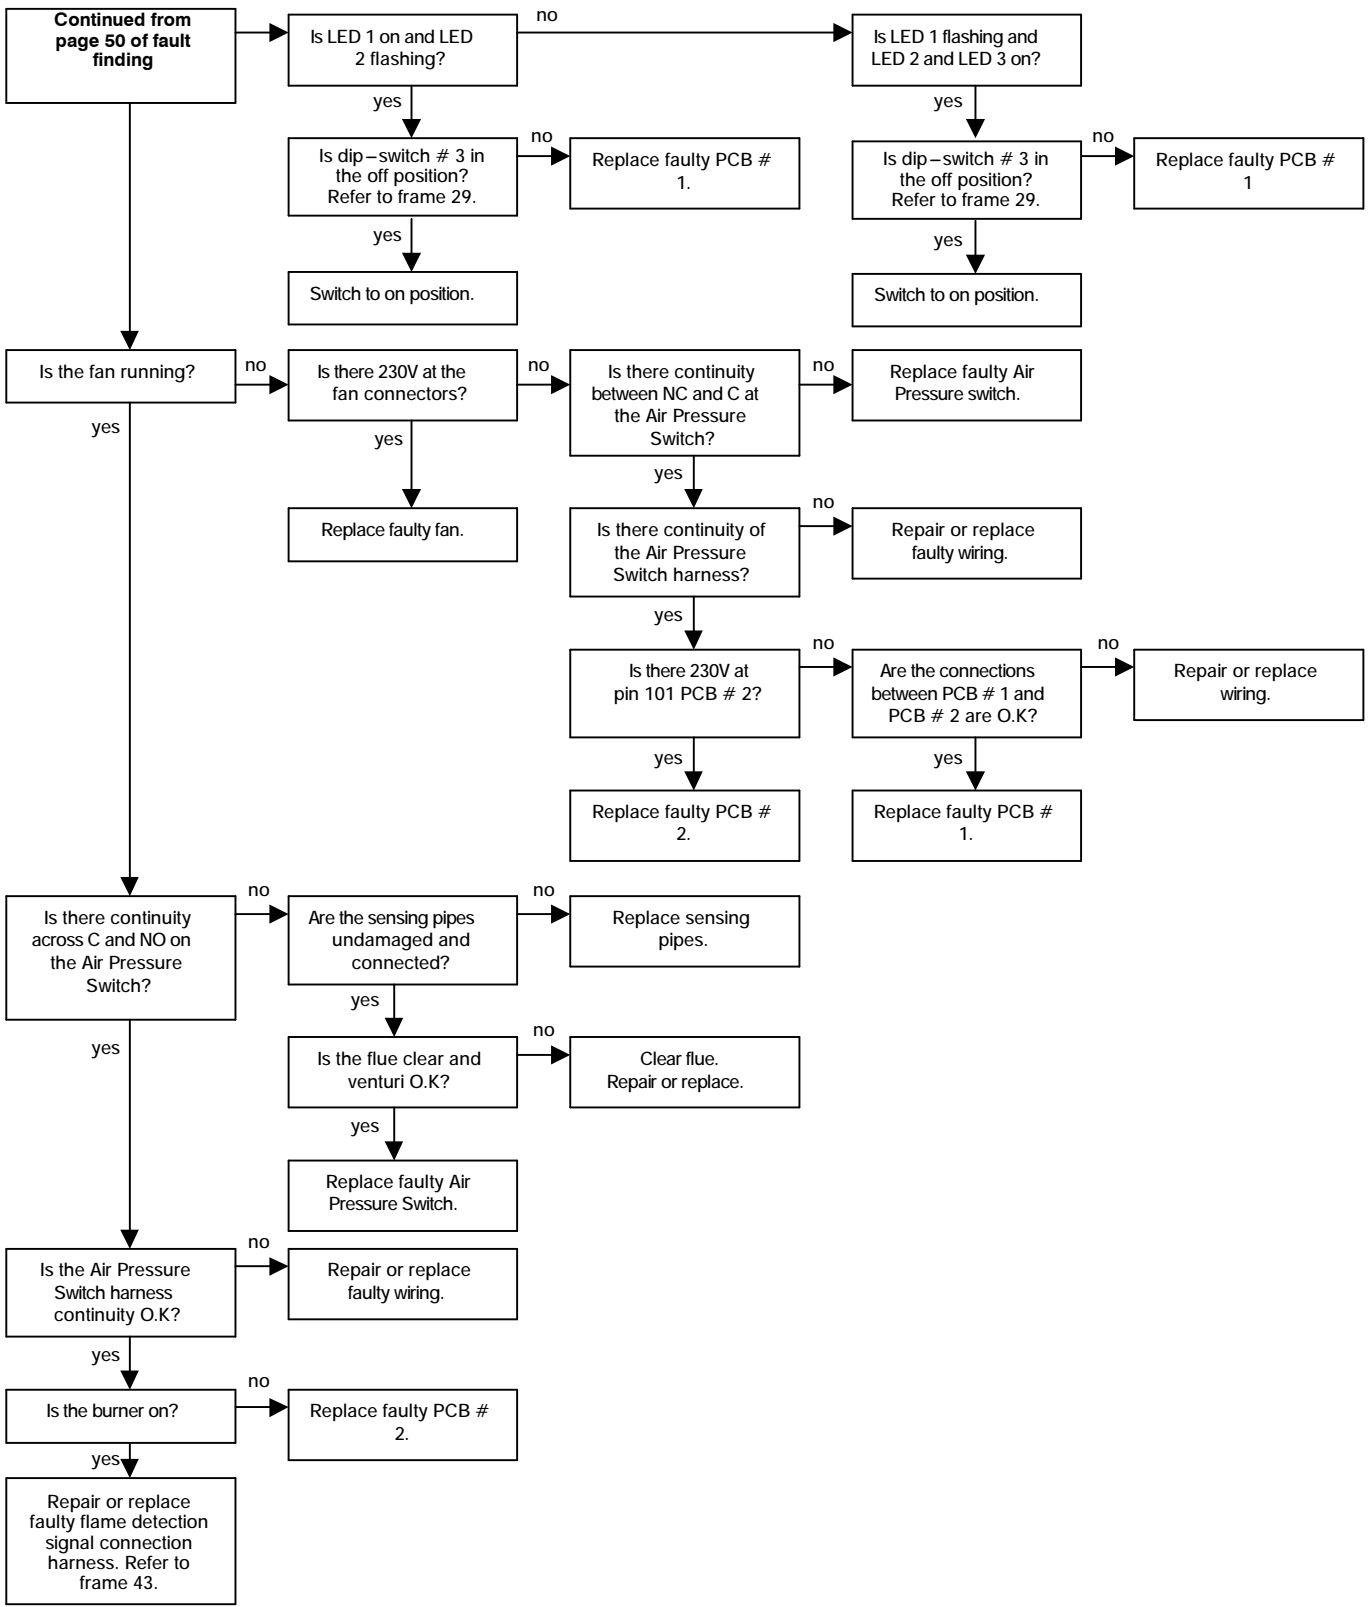 Continued from
page 50 of fault
finding
Is LED 1 on and LED
2 flashing?
no
Is LED 1 flashing and
LED 2 and LED 3 on?
yes
yes
Is dip–switch # 3 in
the off position?
Refer to frame 29.
no
Replace faulty PCB #
1.
Is dip–switch # 3 in
the off position?
Refer to frame 29.
no
Replace faulty PCB #
1
yes
yes
Switch to on position.
Switch to on position.
Is the fan running?
no
Is there 230V at the
fan connectors?
no
Is there continuity
between NC and C at
the Air Pressure
Switch?
no
Replace faulty Air
Pressure switch.
yes
yes
yes
Replace faulty fan.
Is there continuity of
the Air Pressure
Switch harness?
no
Repair or replace
faulty wiring.
yes
Is there 230V at
pin 101 PCB # 2?
no
Are the connections
between PCB # 1 and
PCB # 2 are O.K?
no
Repair or replace
wiring.
yes
yes
Replace faulty PCB #
2.
Replace faulty PCB #
1.
Is there continuity
across C and NO on
the Air Pressure
Switch?
no
Are the sensing pipes
undamaged and
connected?
no
Replace sensing
pipes.
yes
yes
Is the flue clear and
venturi O.K?
no
Clear flue.
Repair or replace.
yes
Replace faulty Air
Pressure Switch.
Is the Air Pressure
Switch harness
continuity O.K?
no
Repair or replace
faulty wiring.
yes
Is the burner on?
no
Replace faulty PCB #
2.
yes
Repair or replace
faulty flame detection
signal connection
harness. Refer to
frame 43.